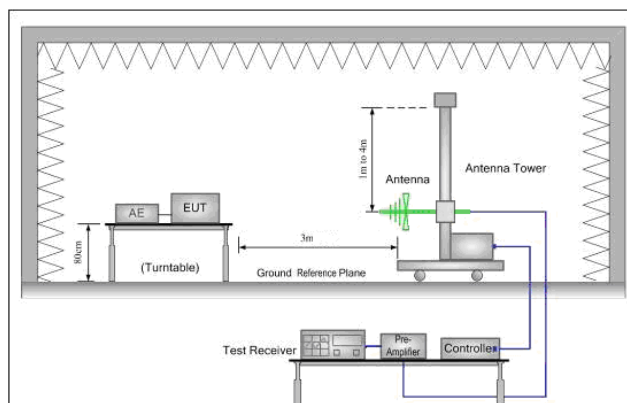 1m to 4m
Antenna
Antenna Tower
AE
EUT
80cm
(Turntable)
3m
Ground Reference Plane
Test Receiver
Pre-
Amplifier
Controller